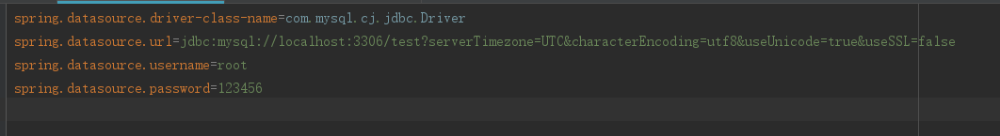 spring.datasource.driver-class-name=com.mysql.cj.jdbc.Driver
spring.datasource.url=jdbc:mysql://localhost:3306/test?serverTimezone=UTC&characterEncoding=utf8&useUnicode=true&useSSL=false
spring.datasource.username=root
spring.datasource.password=123456